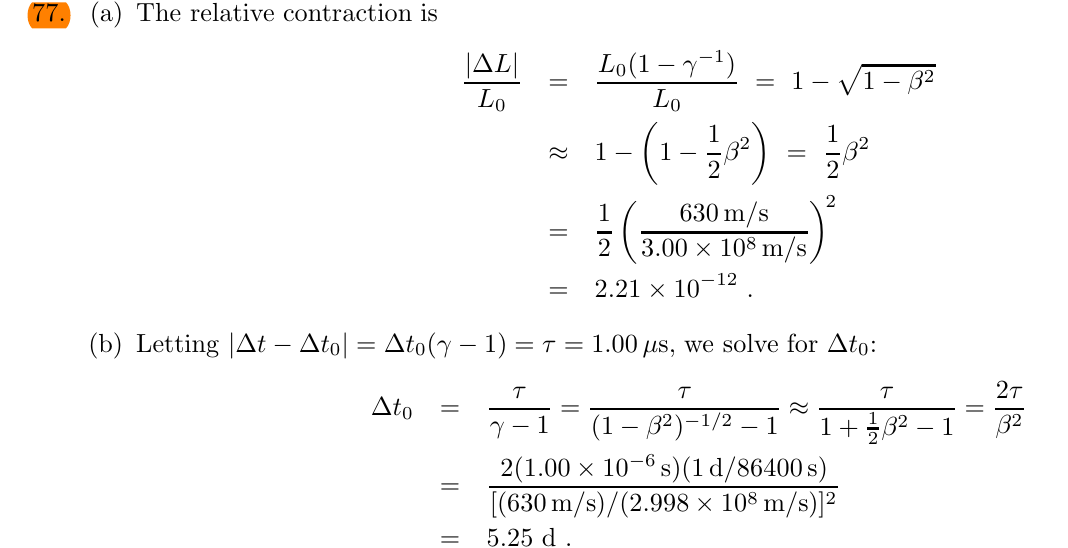 77. (a) The relative contraction is
|ΔL| / L₀ = L₀(1 − γ⁻¹) / L₀ = 1 − √(1 − β²)
≈ 1 − (1 − ½β²) = ½β²
= ½ (630 m/s / 3.00 × 10⁸ m/s)²
= 2.21 × 10⁻¹² .
(b) Letting |Δt − Δt₀| = Δt₀(γ − 1) = τ = 1.00 μs, we solve for Δt₀:
Δt₀ = τ / (γ − 1) = τ / ((1 − β²)^(−1/2) − 1) ≈ τ / (1 + ½β² − 1) = 2τ / β²
= 2(1.00 × 10⁻⁶ s)(1 d/86400 s) / [(630 m/s)/(2.998 × 10⁸ m/s)]²
= 5.25 d .